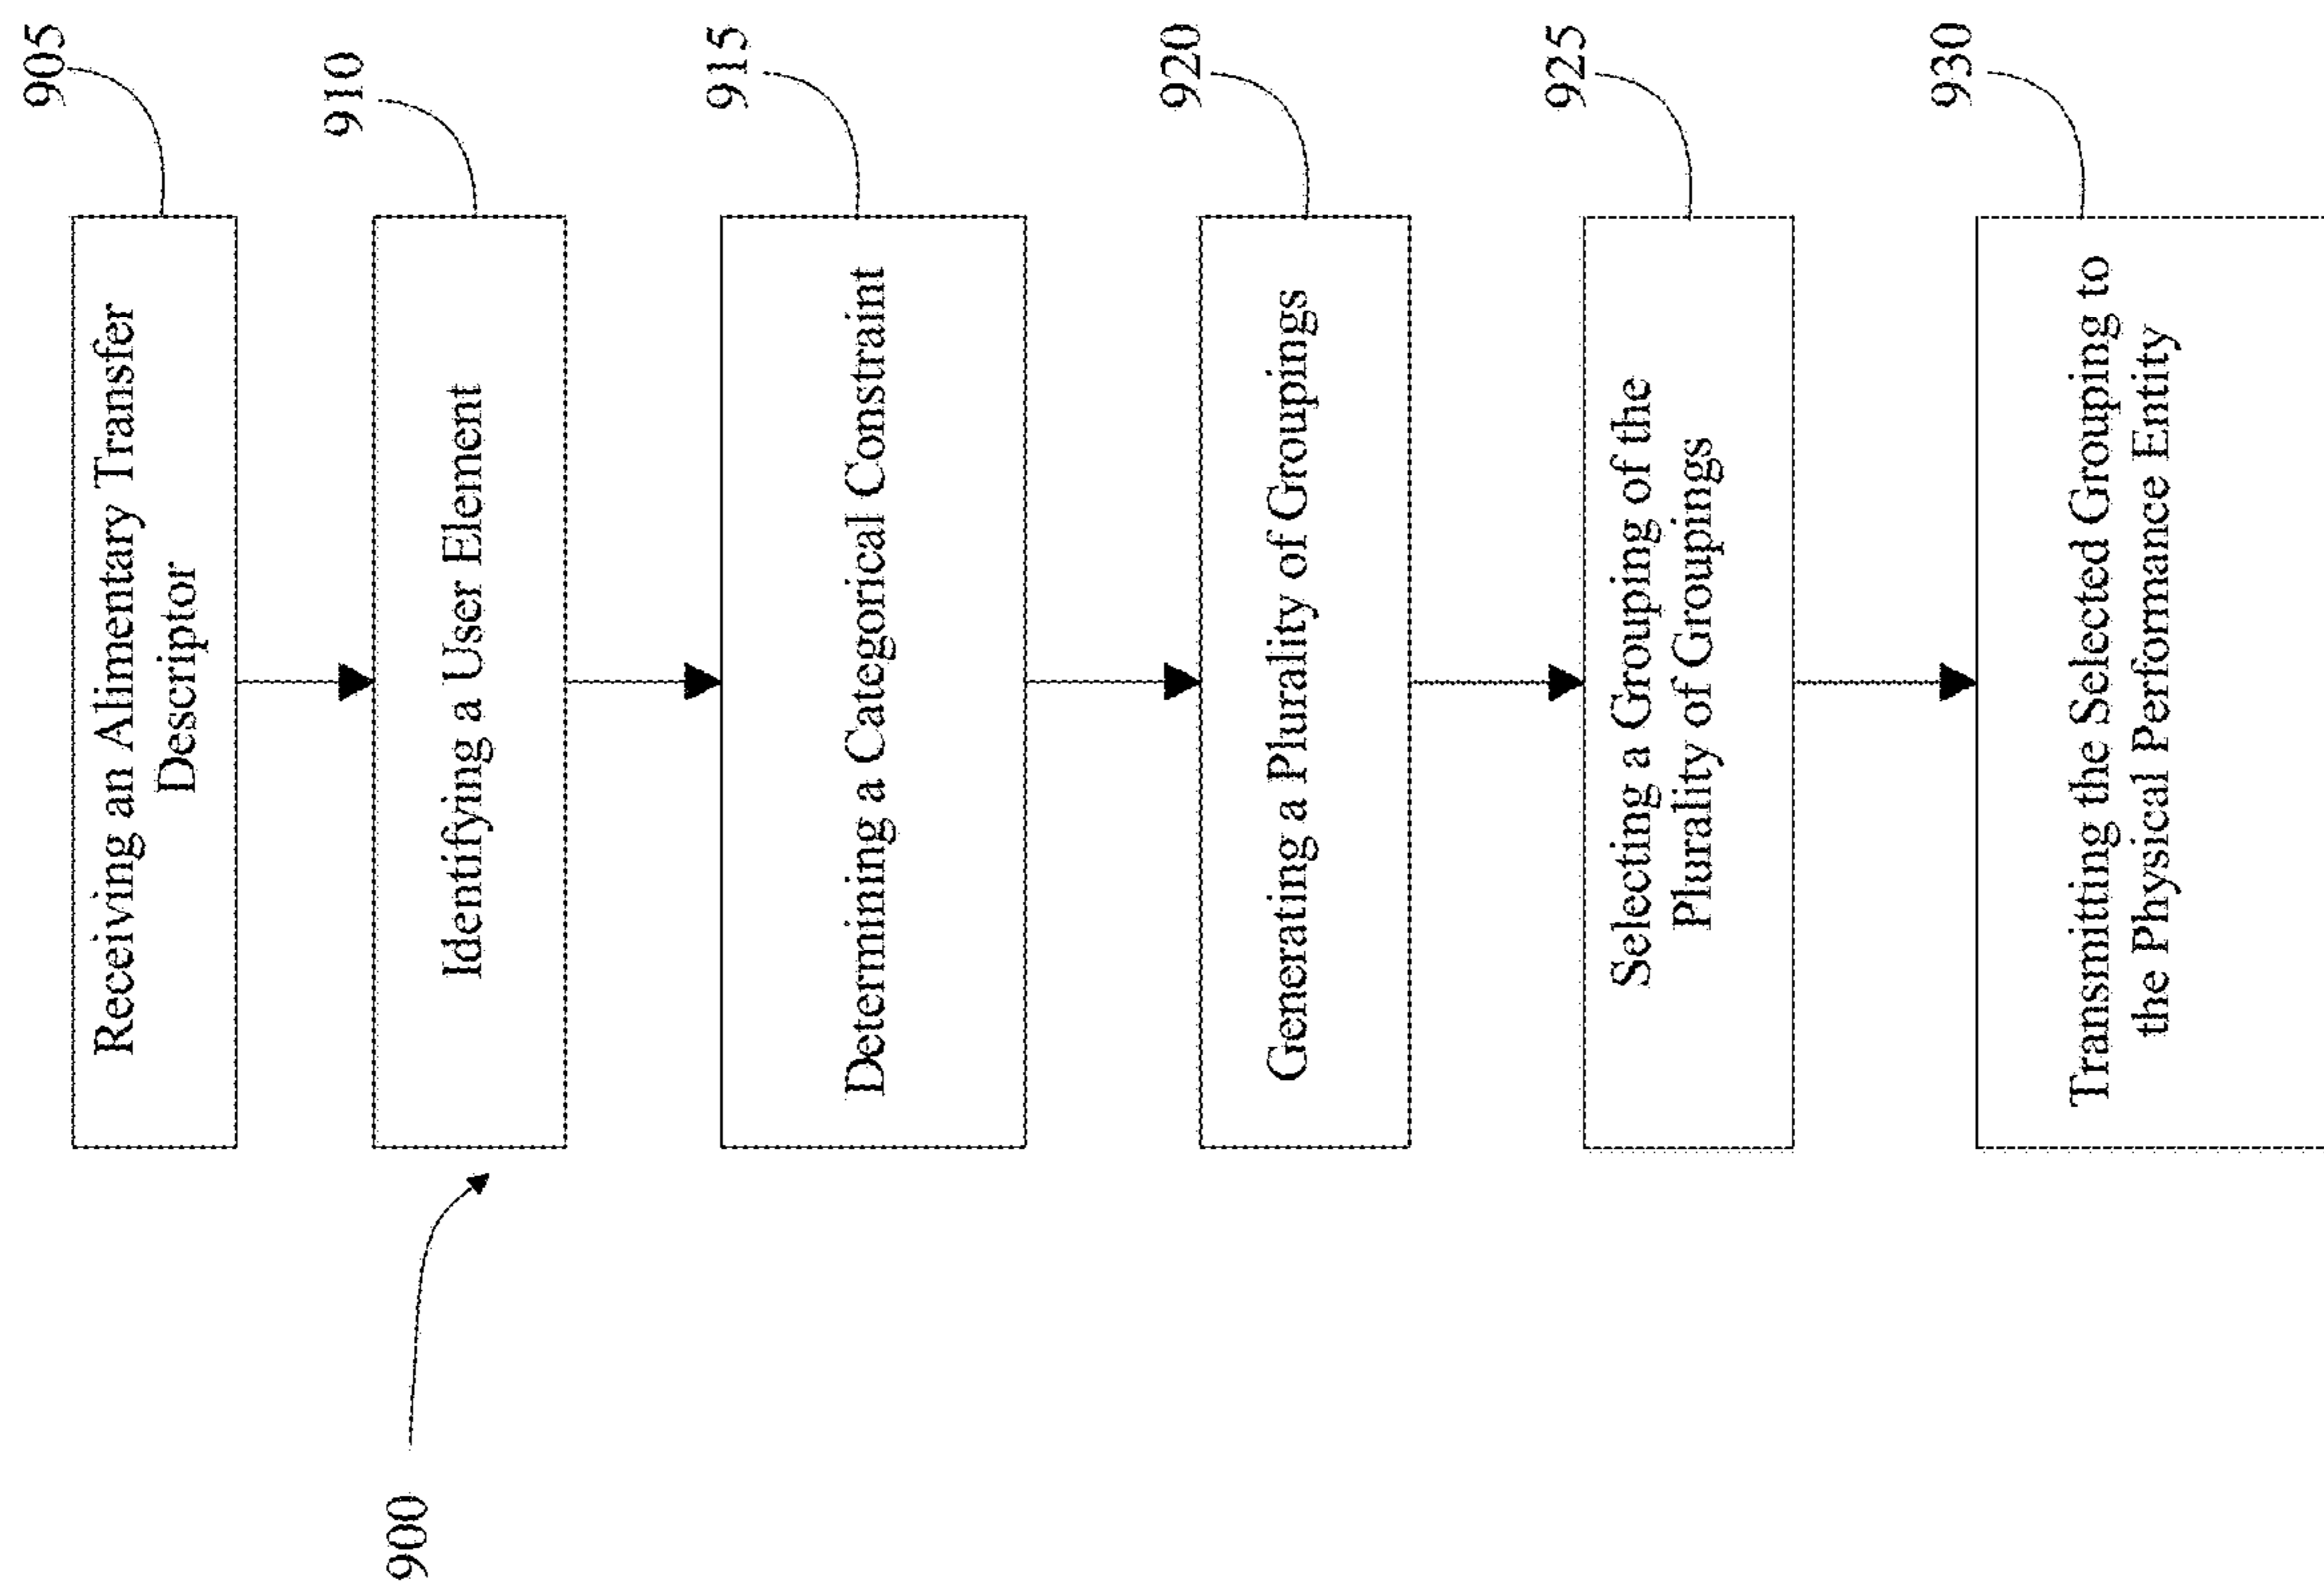 900
905
Receiving an Alimentary Transfer
Descriptor
910
Identifying a User Element
915
Determining a Categorical Constraint
920
Generating a Plurality of Groupings
925
Selecting a Grouping of the
Plurality of Groupings
930
Transmitting the Selected Grouping to
the Physical Performance Entity